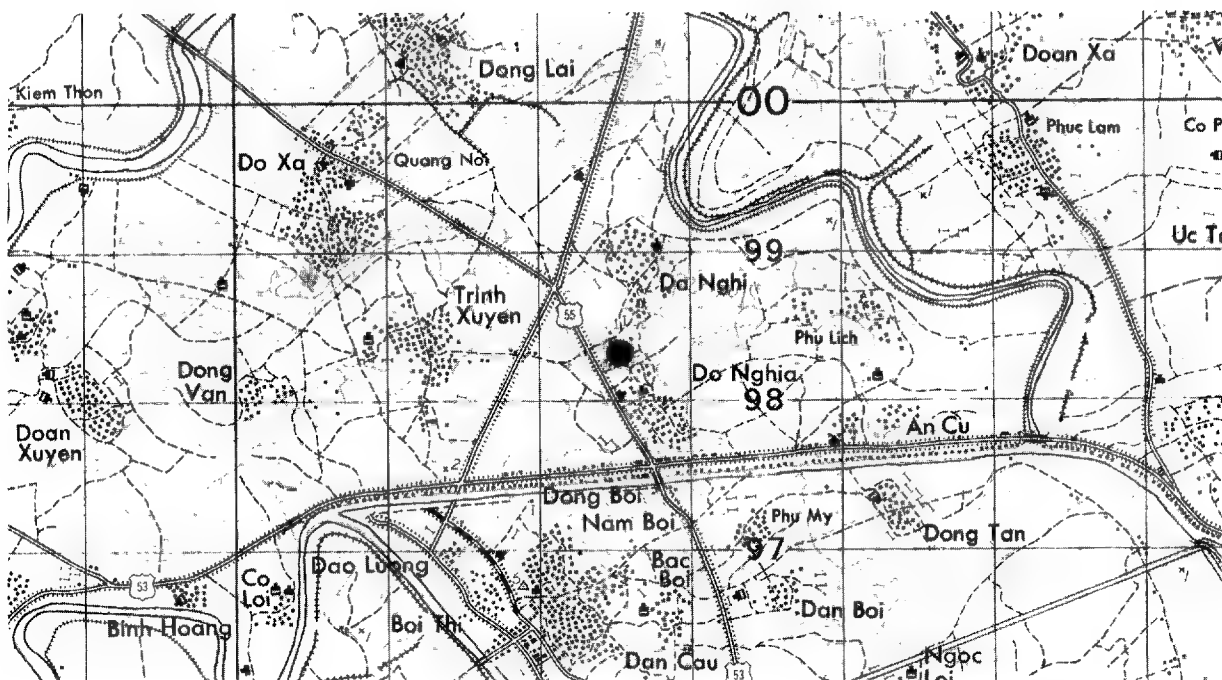 Doan Xa
Dong Lai
Kiem Thon
00
Phuc Lam
Co P
Do Xa
Quang Noi
Uc Tr
99
Da Nghi
Trinh
Xuyen
55
Phu Lich
Dong
Van
Do Nghia
98
An Cu
Doan
Xuyen
2
Dong Boi
Nam Boi
Phu My
Dong Tan
97
Bac
Boi
Dao Luong
Co
Loi
53
Dan Boi
Binh Hoang
Boi Thi
Dan Cau
53
Ngoc
Loi